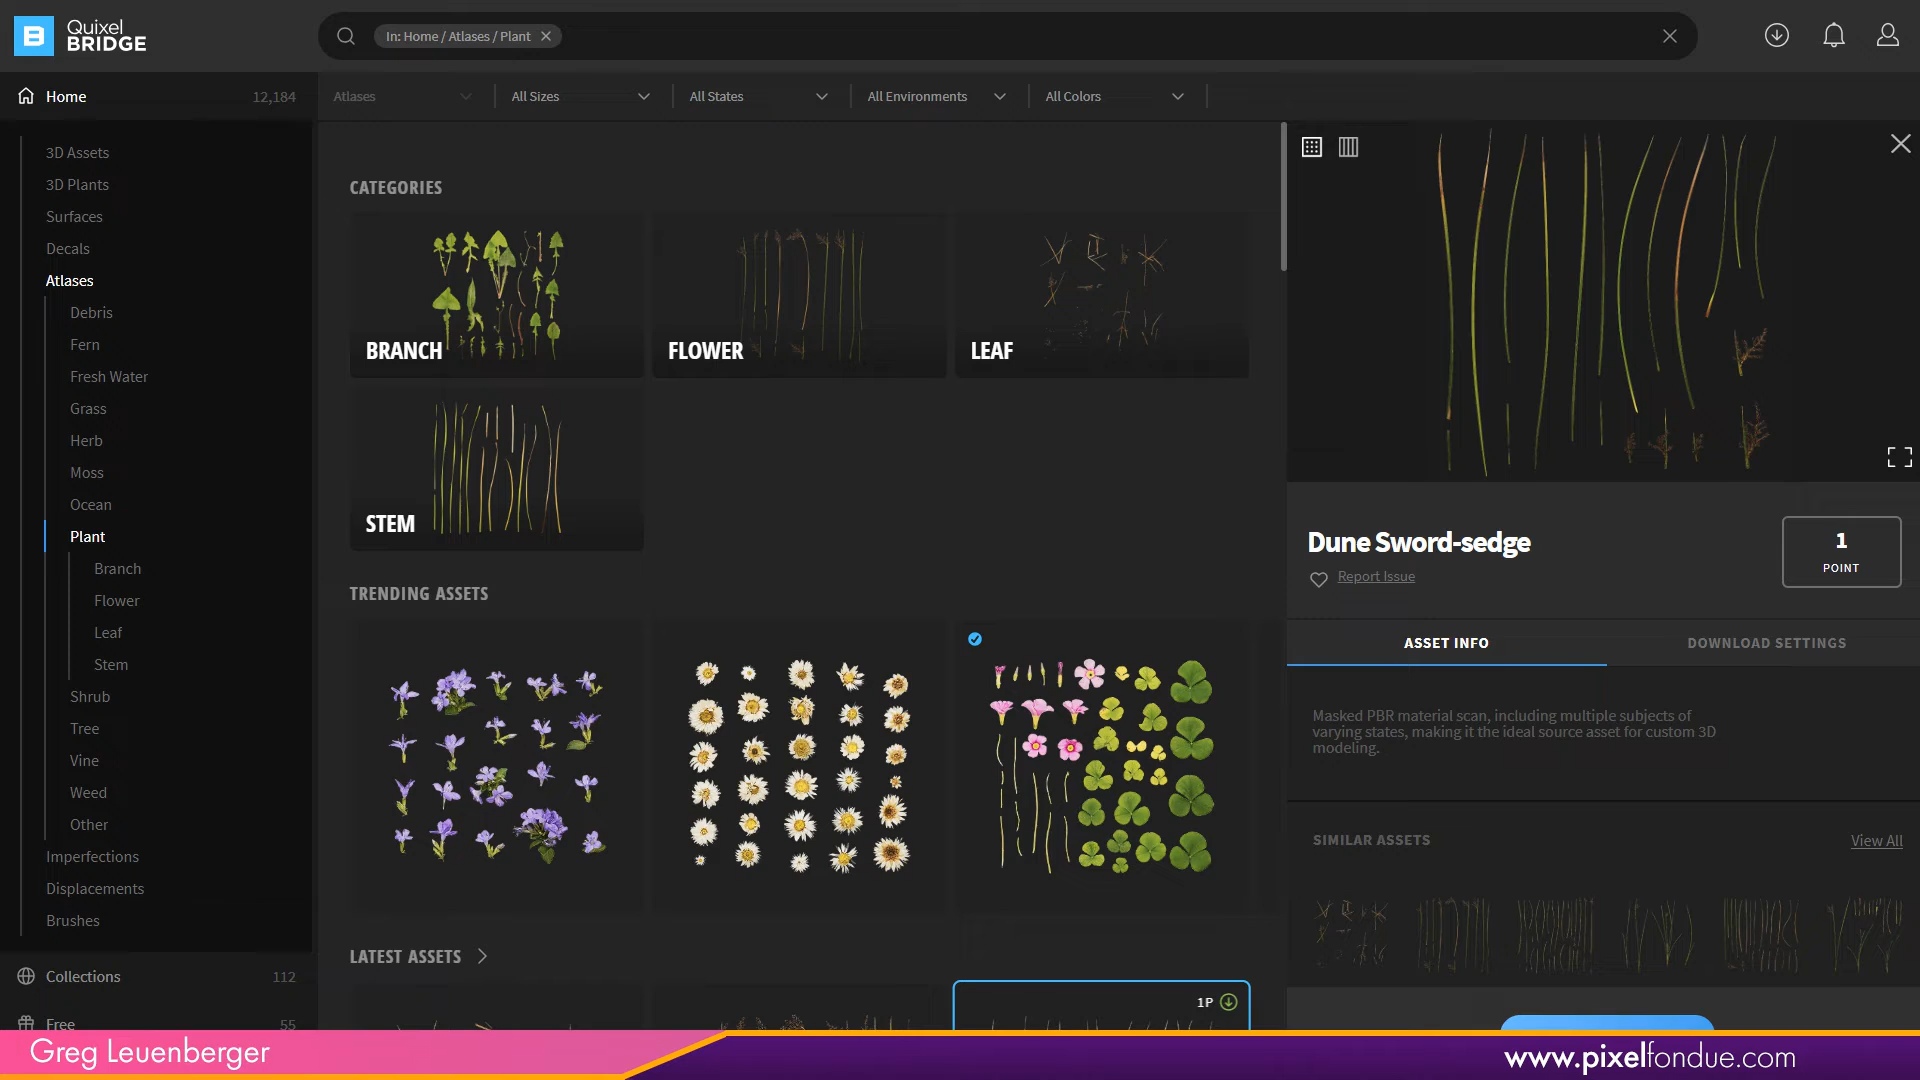 Quixel
BRIDGE
In: Home / Atlases / Plant
Home 12,184
Atlases
All Sizes
All States
All Environments
All Colors
3D Assets
3D Plants
Surfaces
Decals
Atlases
Debris
Fern
Fresh Water
Grass
Herb
Moss
Ocean
Plant
Branch
Flower
Leaf
Stem
Shrub
Tree
Vine
Weed
Other
Imperfections
Displacements
Brushes
Collections 112
Free 55
CATEGORIES
BRANCH
FLOWER
LEAF
STEM
TRENDING ASSETS
LATEST ASSETS
1P
Dune Sword-sedge
Report Issue
1
POINT
ASSET INFO
DOWNLOAD SETTINGS
Masked PBR material scan, including multiple subjects of
varying states, making it the ideal source asset for custom 3D
modeling.
SIMILAR ASSETS
View All
Greg Leuenberger
www.pixelfondue.com